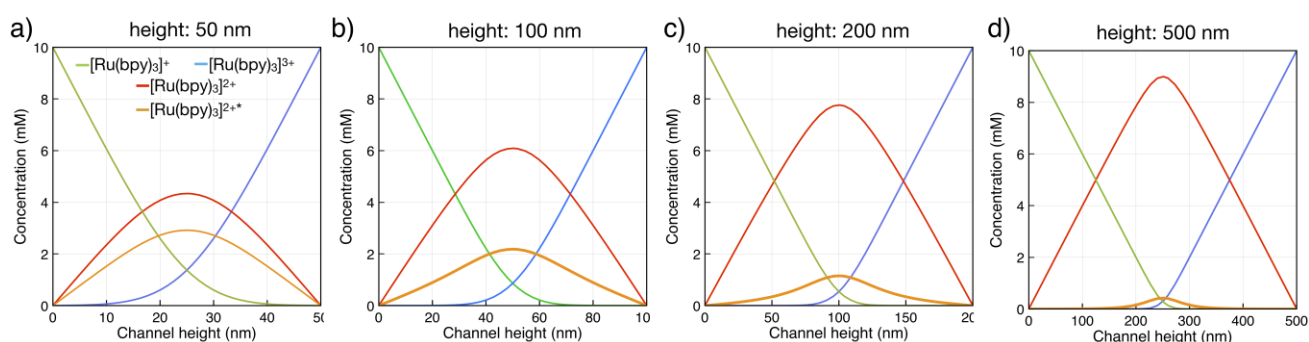 a) height: 50 nm
10
8
6
4
2
0
Concentration (mM)
[Ru(bpy)₃]⁺ [Ru(bpy)₃]³⁺
[Ru(bpy)₃]²⁺
[Ru(bpy)₃]²⁺*
0 10 20 30 40 50
Channel height (nm)
b) height: 100 nm
10
8
6
4
2
0
Concentration (mM)
0 20 40 60 80 100
Channel height (nm)
c) height: 200 nm
10
8
6
4
2
0
Concentration (mM)
0 50 100 150 200
Channel height (nm)
d) height: 500 nm
10
8
6
4
2
0
Concentration (mM)
0 100 200 300 400 500
Channel height (nm)